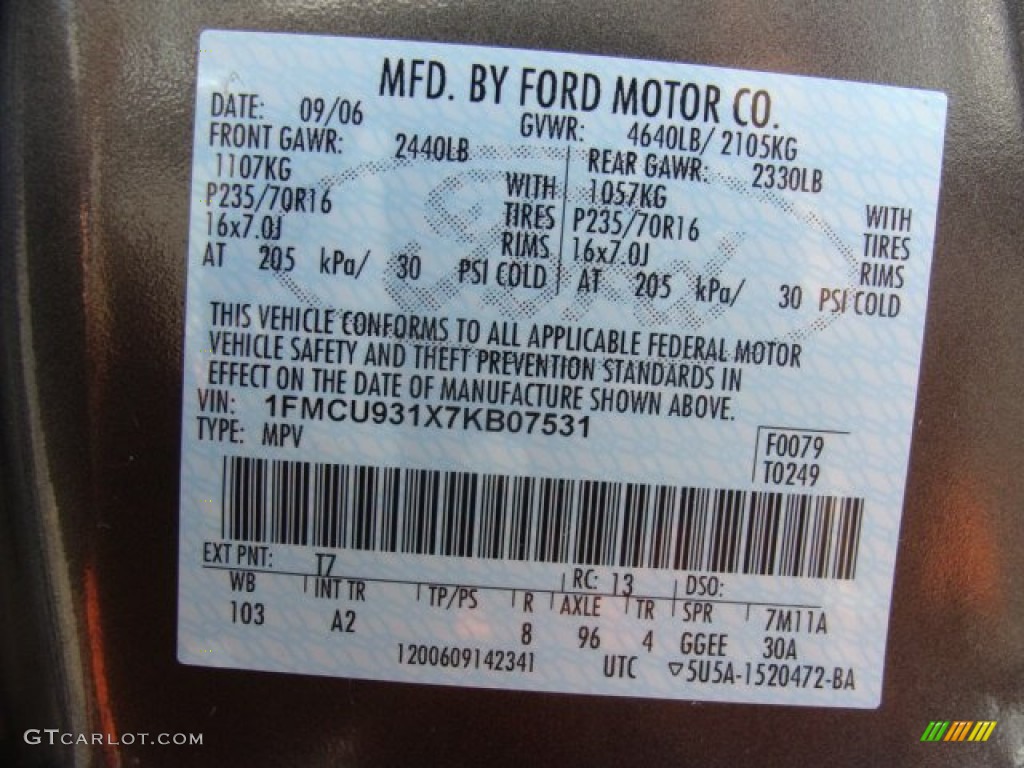 MFD. BY FORD MOTOR CO.
DATE: 09/06 GVWR: 4640LB/ 2105KG
FRONT GAWR: 2440LB REAR GAWR: 2330LB
1107KG WITH 1057KG WITH
P235/70R16 TIRES P235/70R16 TIRES
16x7.0J RIMS 16x7.0J RIMS
AT 205 kPa/ 30 PSI COLD AT 205 kPa/ 30 PSI COLD
THIS VEHICLE CONFORMS TO ALL APPLICABLE FEDERAL MOTOR
VEHICLE SAFETY AND THEFT PREVENTION STANDARDS IN
EFFECT ON THE DATE OF MANUFACTURE SHOWN ABOVE.
VIN: 1FMCU931X7KB07531
TYPE: MPV
F0079
T0249
EXT PNT: T7 RC: 13 DSO:
WB INT TR TP/PS R AXLE TR SPR 7M11A
103 A2 8 96 4 GGEE 30A
1200609142341 UTC ▽5U5A-1520472-BA
Ford
GTCARLOT.COM